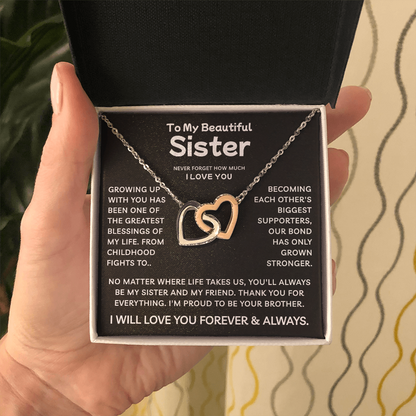 To My Beautiful
Sister
NEVER FORGET HOW MUCH
I LOVE YOU
GROWING UP
WITH YOU HAS
BEEN ONE OF
THE GREATEST
BLESSINGS OF
MY LIFE. FROM
CHILDHOOD
FIGHTS TO..
BECOMING
EACH OTHER'S
BIGGEST
SUPPORTERS,
OUR BOND
HAS ONLY
GROWN
STRONGER.
NO MATTER WHERE LIFE TAKES US, YOU'LL ALWAYS
BE MY SISTER AND MY FRIEND. THANK YOU FOR
EVERYTHING. I'M PROUD TO BE YOUR BROTHER.
I WILL LOVE YOU FOREVER & ALWAYS.